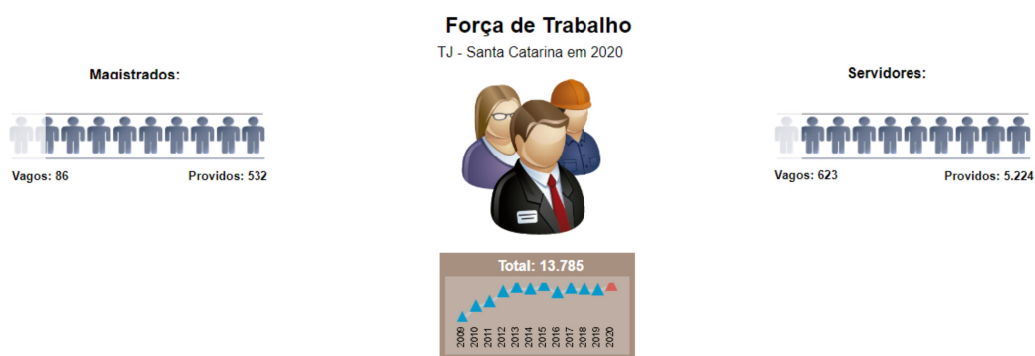 Força de Trabalho
TJ - Santa Catarina em 2020
Magistrados:
Vagos: 86
Providos: 532
Servidores:
Vagos: 623
Providos: 5.224
Total: 13.785
2009
2010
2011
2012
2013
2014
2015
2016
2017
2018
2019
2020